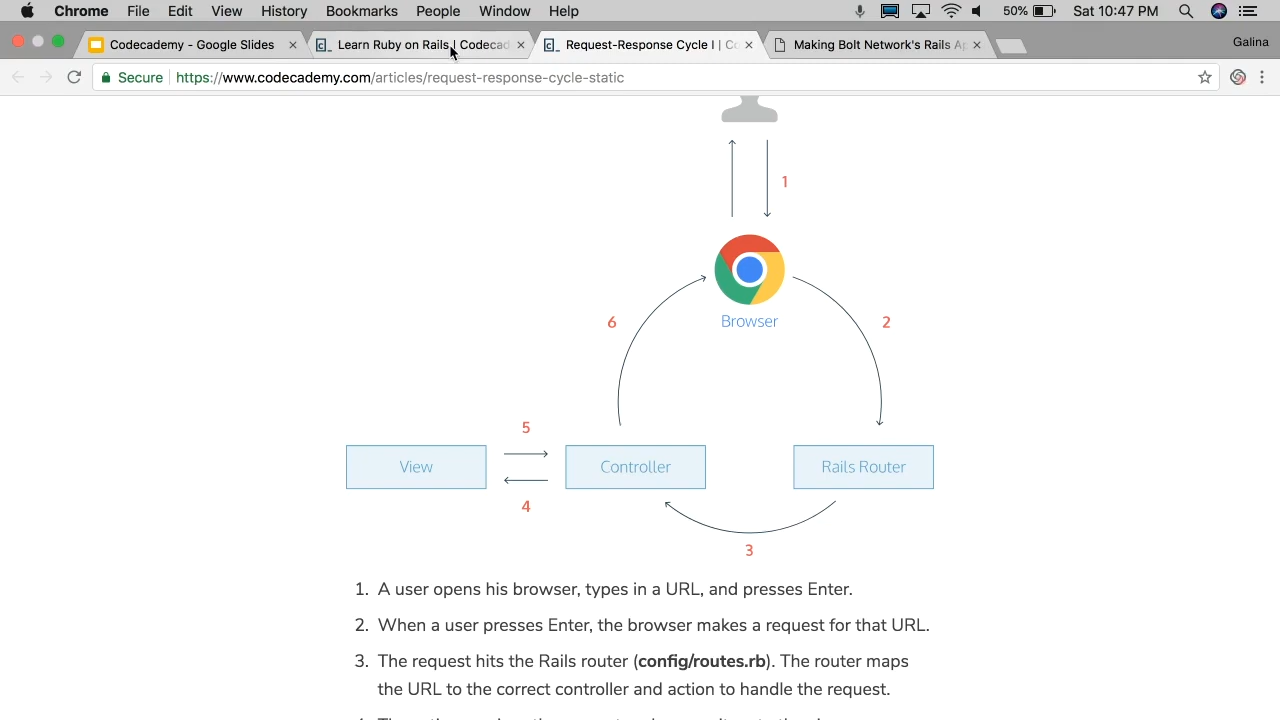 Chrome File Edit View History Bookmarks People Window Help 50% Sat 10:47 PM
Codecademy - Google Slides Learn Ruby on Rails | Codecad Request-Response Cycle I | Co Making Bolt Network's Rails Ap Galina
Secure https://www.codecademy.com/articles/request-response-cycle-static
1
Browser
6
2
5
View
Controller
Rails Router
4
3
1. A user opens his browser, types in a URL, and presses Enter.
2. When a user presses Enter, the browser makes a request for that URL.
3. The request hits the Rails router (config/routes.rb). The router maps
the URL to the correct controller and action to handle the request.